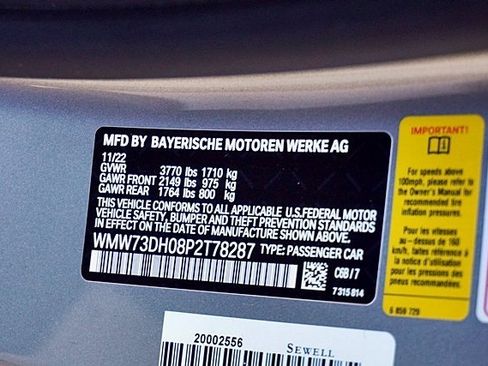 MFD BY BAYERISCHE MOTOREN WERKE AG
11/22
GVWR 3770 lbs 1710 kg
GAWR FRONT 2149 lbs 975 kg
GAWR REAR 1764 lbs 800 kg
THIS VEHICLE CONFORMS TO ALL APPLICABLE U.S.FEDERAL MOTOR
VEHICLE SAFETY, BUMPER AND THEFT PREVENTION STANDARDS
IN EFFECT ON THE DATE OF MANUFACTURE SHOWN ABOVE.
WMW73DH08P2T78287 TYPE: PASSENGER CAR
CSB/7
7315814
IMPORTANT!
For speeds above
100mph, please refer to
the Owner's Manual for
recommended tire
inflation pressures.
Pour les vitesses
au-dessus de 160
km/h, faites référence à
la notice d'utilisation
pour les pressions de
pneus recommandées.
6 859 729
20002556
SEWELL